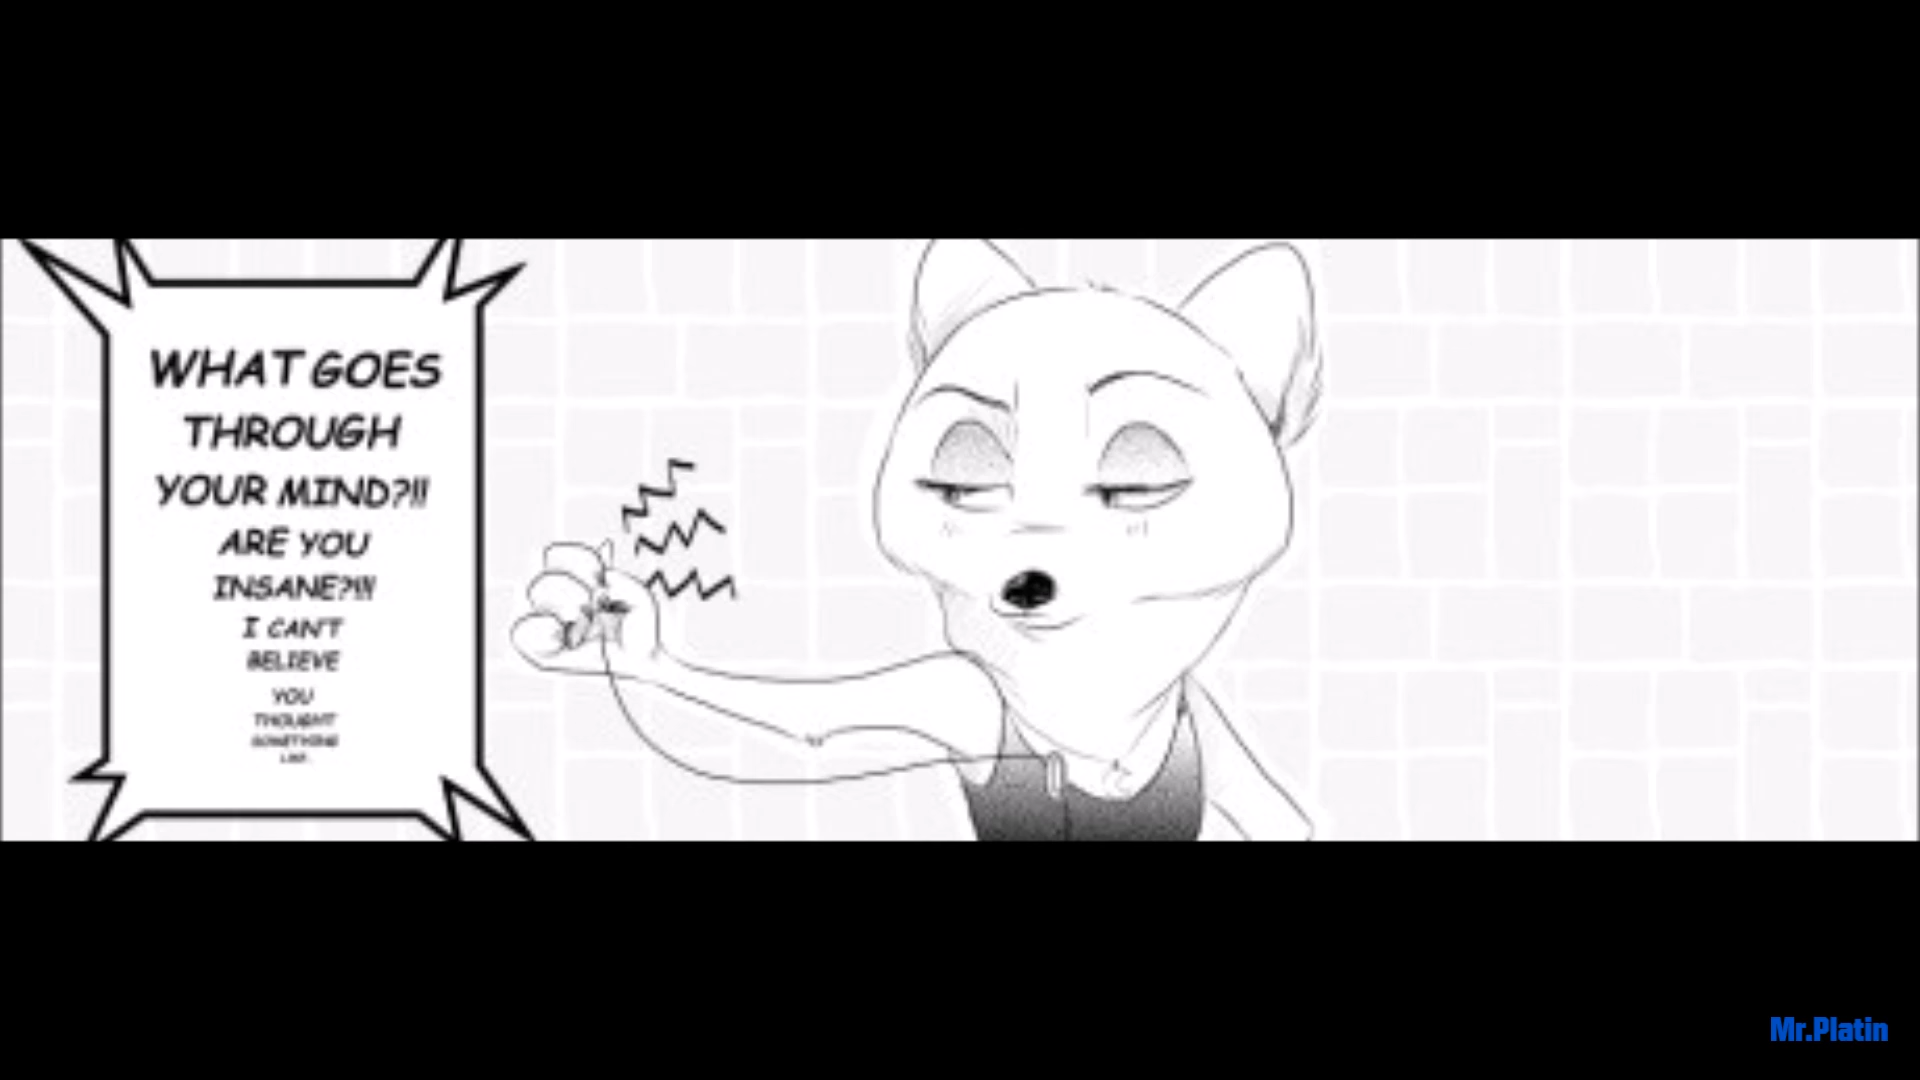 WHAT GOES
THROUGH
YOUR MIND?!!
ARE YOU
INSANE?!!!
I CAN'T
BELIEVE
YOU
THOUGHT
SOMETHING
Mr.Platin